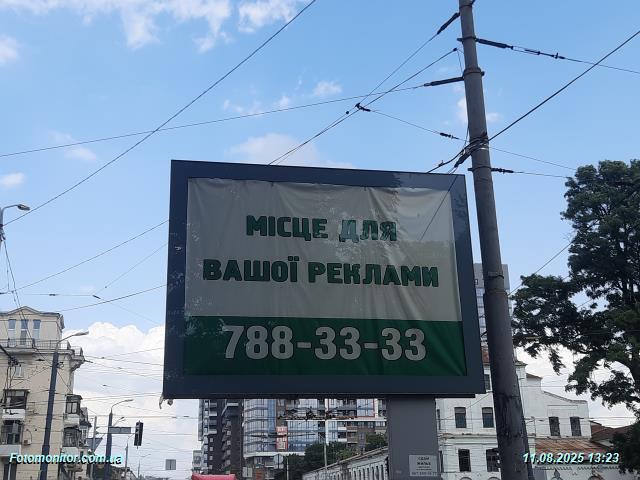 МІСЦЕ ДЛЯ
ВАШОЇ РЕКЛАМИ
788-33-33
Fotomonitor.com.ua
11.08.2025 13:23